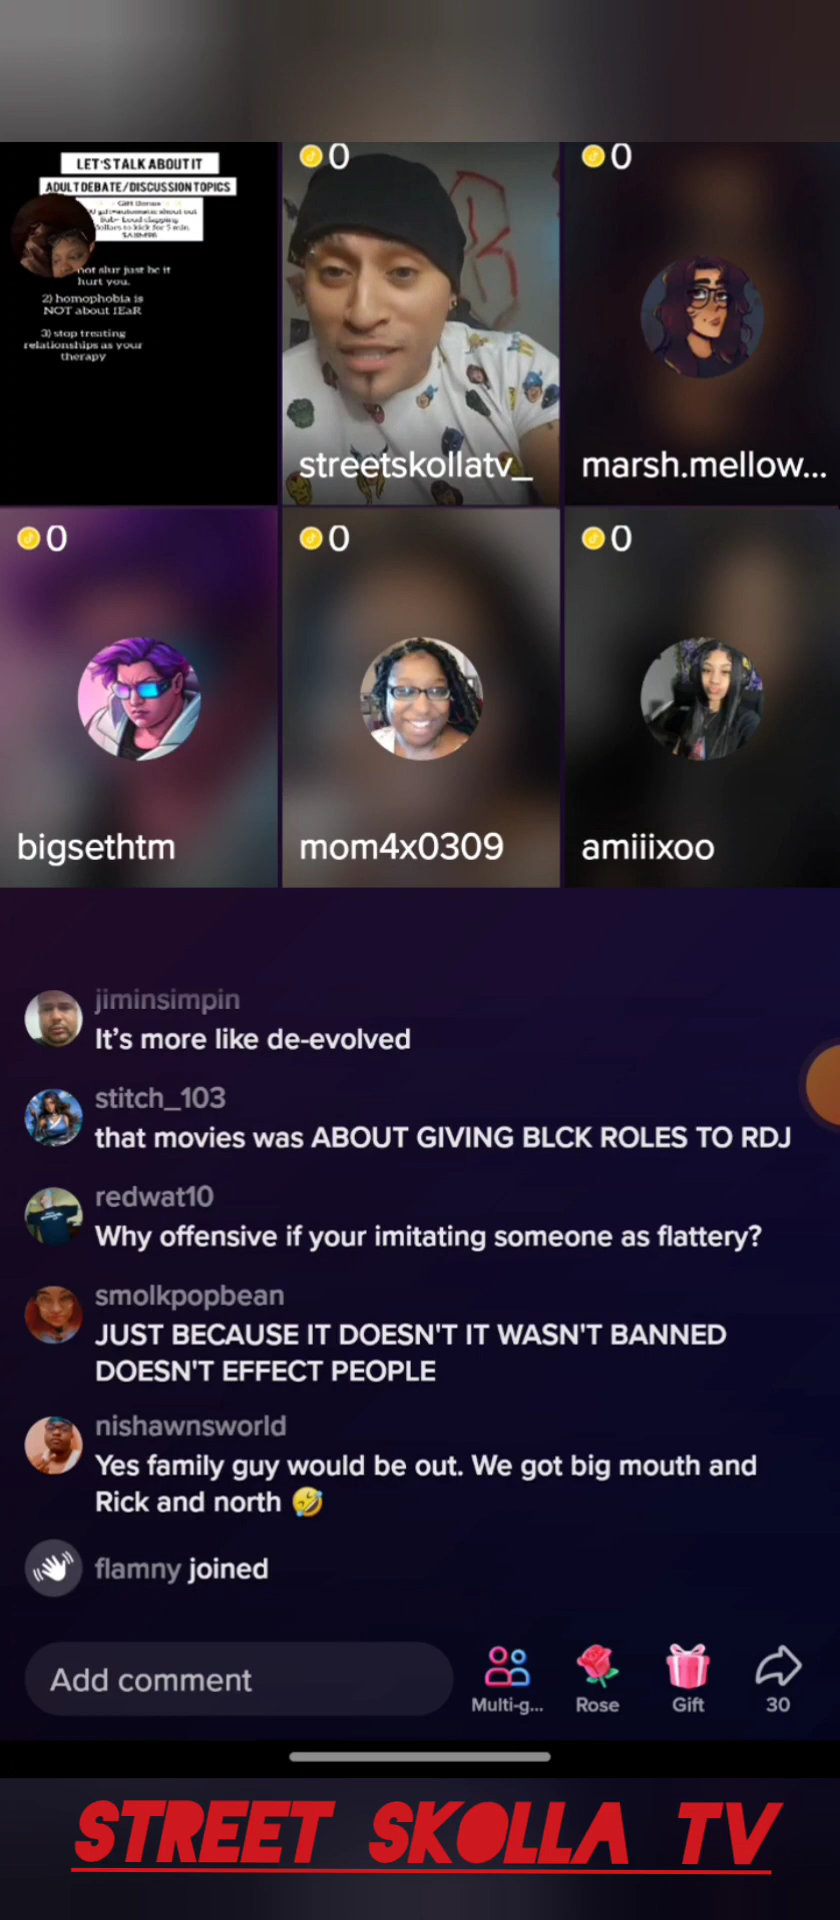 LET'S TALK ABOUT IT
ADULT DEBATE/DISCUSSION TOPICS
not slur just bc it
hurt you.
2) homophobia is
NOT about fEaR
3) stop treating
relationships as your
therapy
0
0
streetskollatv_
marsh.mellow...
0
0
0
bigsethtm
mom4x0309
amiiixoo
jiminsimpin
It's more like de-evolved
stitch_103
that movies was ABOUT GIVING BLCK ROLES TO RDJ
redwat10
Why offensive if your imitating someone as flattery?
smolkpopbean
JUST BECAUSE IT DOESN'T IT WASN'T BANNED
DOESN'T EFFECT PEOPLE
nishawnsworld
Yes family guy would be out. We got big mouth and
Rick and north 🤣
flamny joined
Add comment
Multi-g...
Rose
Gift
30
STREET SKOLLA TV